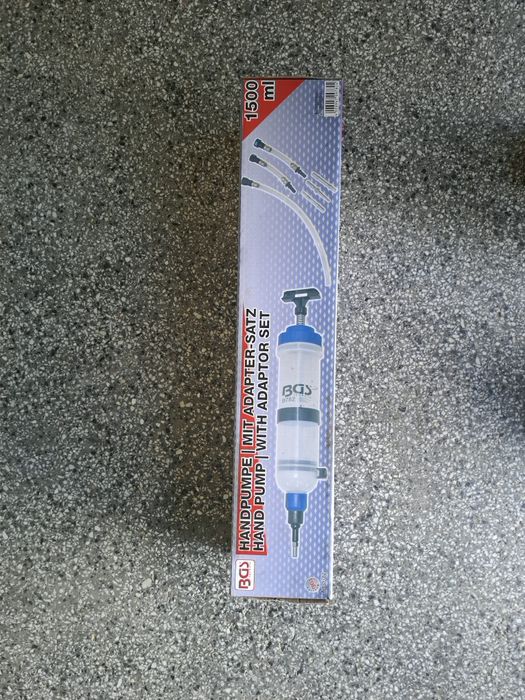 1500
ml
HANDPUMPE | MIT ADAPTER-SATZ
HAND PUMP | WITH ADAPTOR SET
BGS
BGS